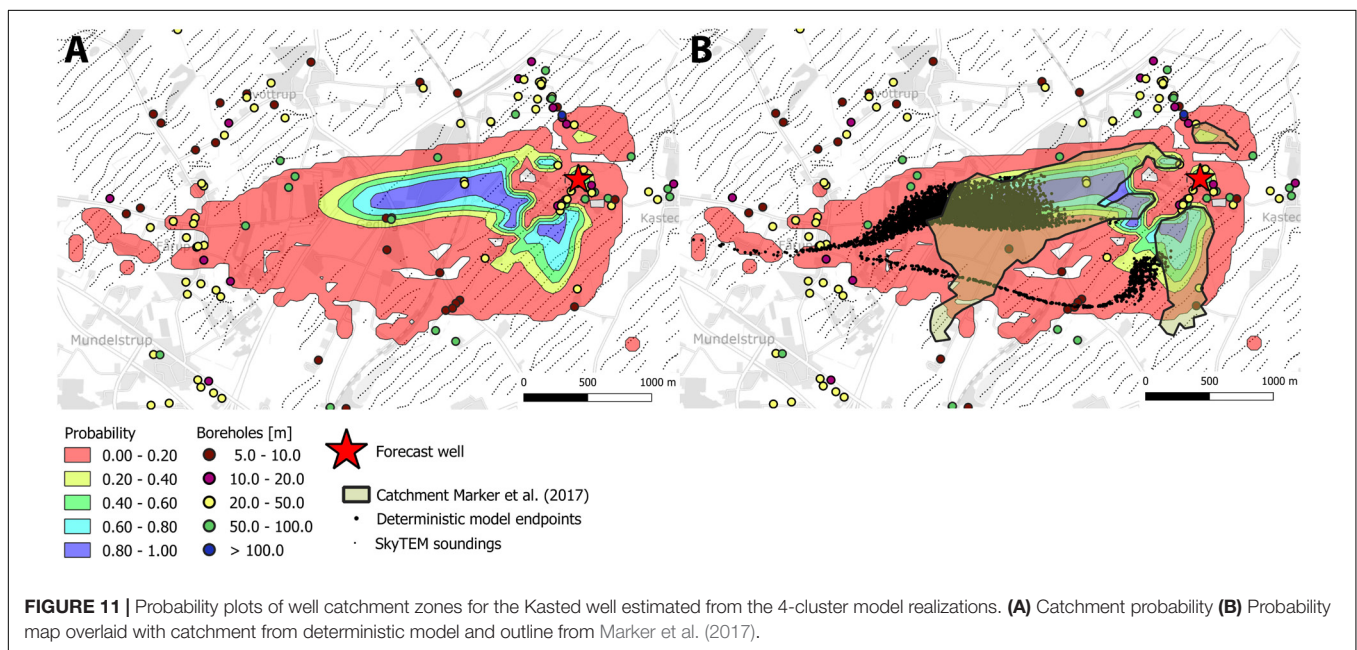 A
B
Mundelstrup
Mundelstrup
Kasted
0 500 1000 m
0 500 1000 m
Probability
0.00 - 0.20
0.20 - 0.40
0.40 - 0.60
0.60 - 0.80
0.80 - 1.00
Boreholes [m]
5.0 - 10.0
10.0 - 20.0
20.0 - 50.0
50.0 - 100.0
> 100.0
Forecast well
Catchment Marker et al. (2017)
Deterministic model endpoints
SkyTEM soundings
FIGURE 11 | Probability plots of well catchment zones for the Kasted well estimated from the 4-cluster model realizations. (A) Catchment probability (B) Probability
map overlaid with catchment from deterministic model and outline from Marker et al. (2017).